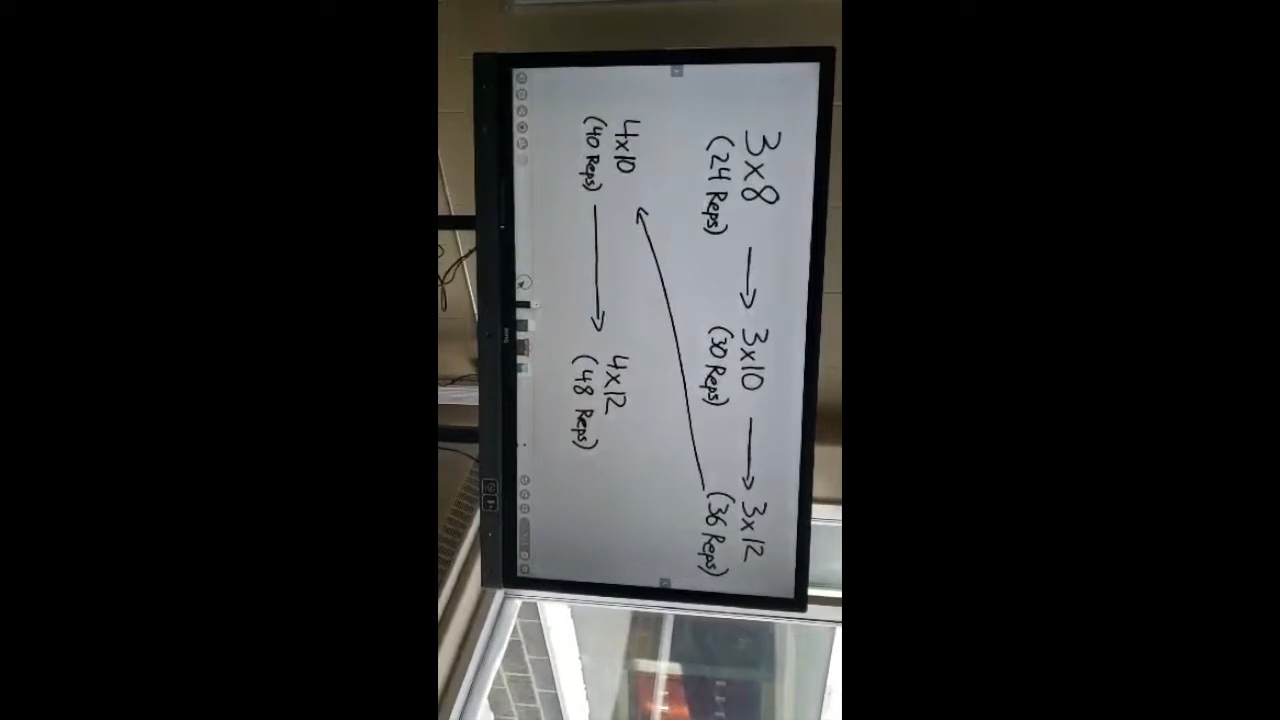 3x8 → 3x10 → 3x12
(24 Reps) (30 Reps) (36 Reps)
4x10 → 4x12
(40 Reps) (48 Reps)